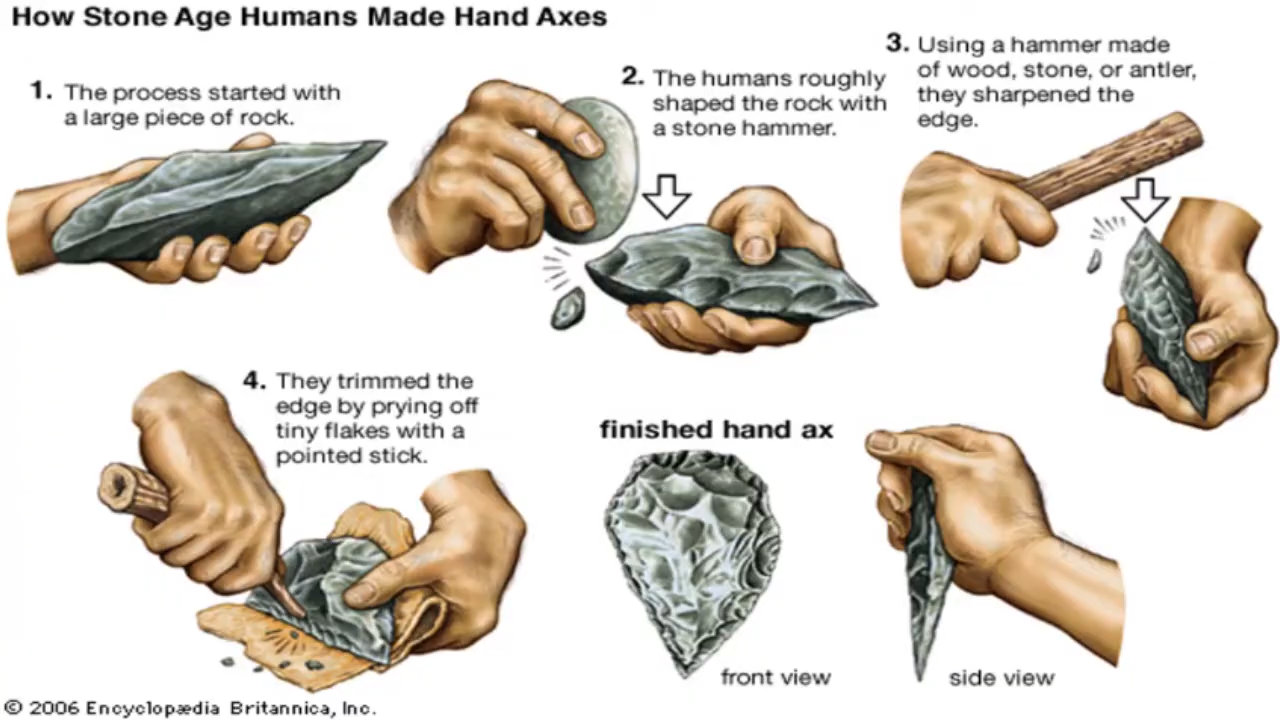 How Stone Age Humans Made Hand Axes
1. The process started with
a large piece of rock.
2. The humans roughly
shaped the rock with
a stone hammer.
3. Using a hammer made
of wood, stone, or antler,
they sharpened the
edge.
4. They trimmed the
edge by prying off
tiny flakes with a
pointed stick.
finished hand ax
front view
side view
© 2006 Encyclopædia Britannica, Inc.